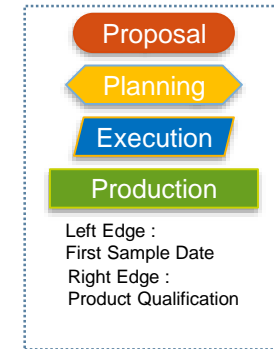 Proposal
Planning
Execution
Production
Left Edge :
First Sample Date
Right Edge :
Product Qualification